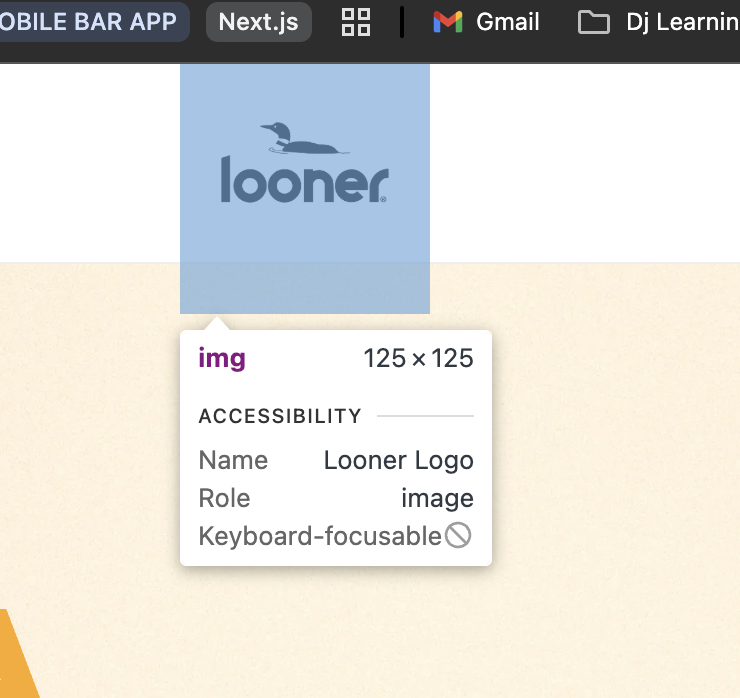 OBILE BAR APP
Next.js
Gmail
Dj Learnin
looner®
img
125 × 125
ACCESSIBILITY
Name
Looner Logo
Role
image
Keyboard-focusable